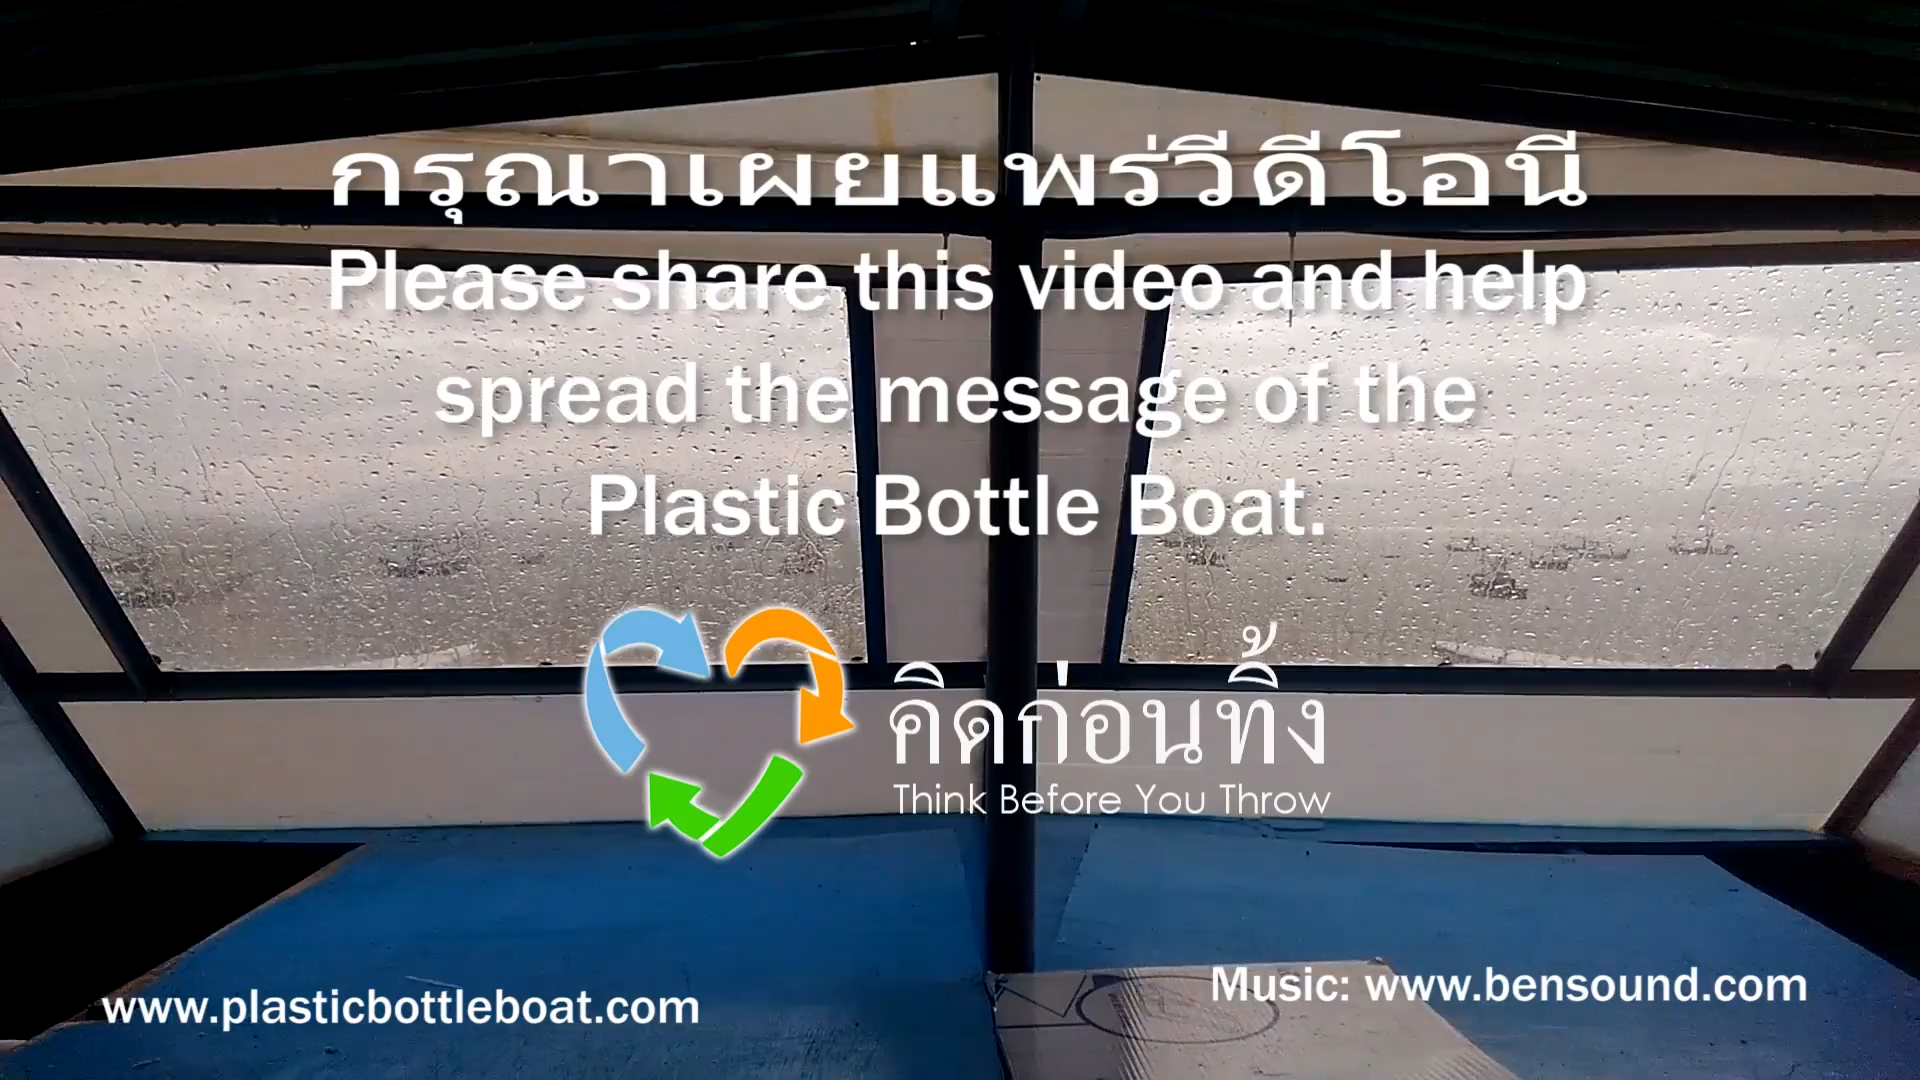 กรุณาเผยแพร่วีดีโอนี
Please share this video and help
spread the message of the
Plastic Bottle Boat.
คิดก่อนทิ้ง
Think Before You Throw
www.plasticbottleboat.com
Music: www.bensound.com